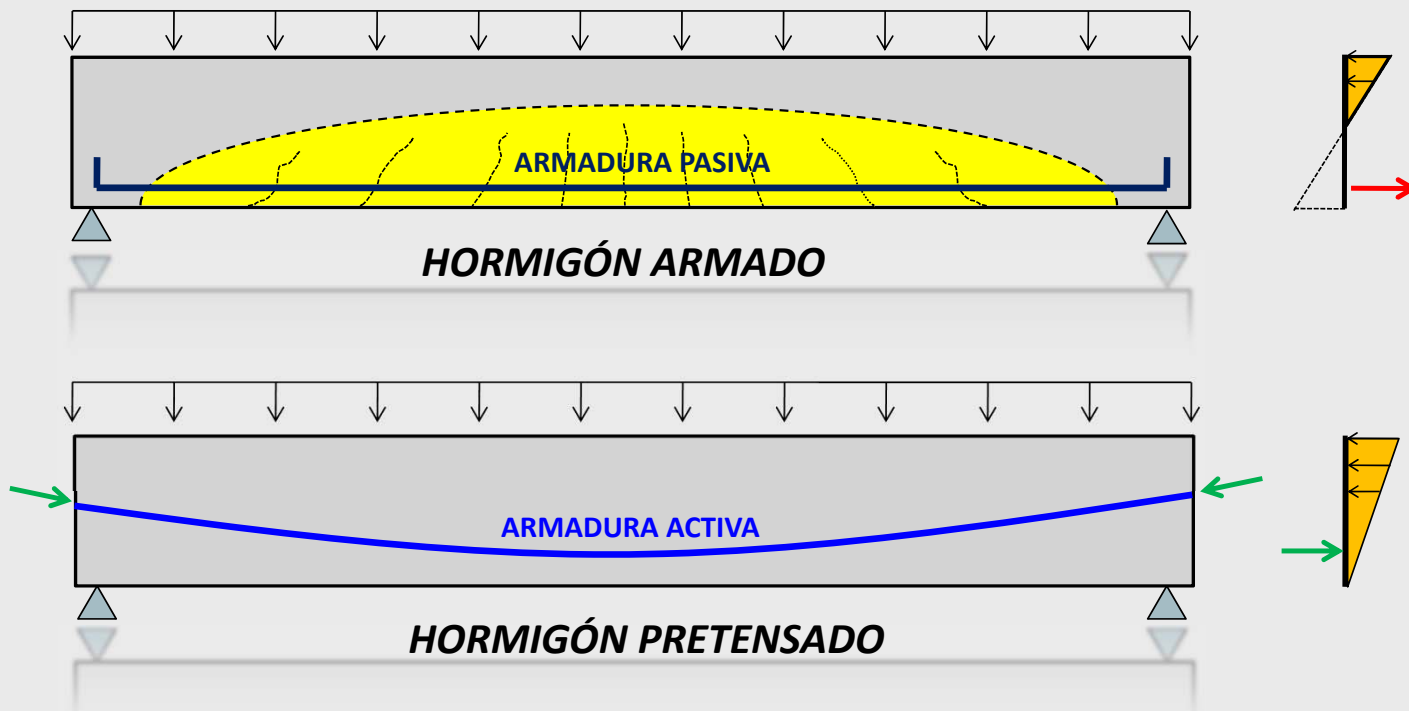 ARMADURA PASIVA
HORMIGÓN ARMADO
ARMADURA ACTIVA
HORMIGÓN PRETENSADO